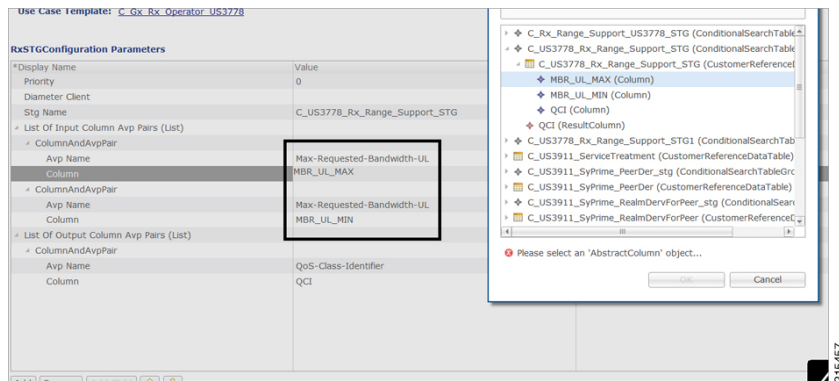 Use Case Template: C_Gx_Rx_Operator_US3778
RxSTGConfiguration Parameters
*Display Name Value
Priority 0
Diameter Client
Stg Name C_US3778_Rx_Range_Support_STG
List Of Input Column Avp Pairs (List)
ColumnAndAvpPair
Avp Name Max-Requested-Bandwidth-UL
Column MBR_UL_MAX
ColumnAndAvpPair
Avp Name Max-Requested-Bandwidth-UL
Column MBR_UL_MIN
List Of Output Column Avp Pairs (List)
ColumnAndAvpPair
Avp Name QoS-Class-Identifier
Column QCI
C_Rx_Range_Support_US3778_STG (ConditionalSearchTable
C_US3778_Rx_Range_Support_STG (ConditionalSearchTable
C_US3778_Rx_Range_Support_STG (CustomerReferenceD
MBR_UL_MAX (Column)
MBR_UL_MIN (Column)
QCI (Column)
QCI (ResultColumn)
C_US3778_Rx_Range_Support_STG1 (ConditionalSearchTab
C_US3911_ServiceTreatment (CustomerReferenceDataTable)
C_US3911_SyPrime_PeerDer_stg (ConditionalSearchTableGro
C_US3911_SyPrime_PeerDer (CustomerReferenceDataTable)
C_US3911_SyPrime_RealmDervForPeer_stg (ConditionalSearc
C_US3911_SyPrime_RealmDervForPeer (CustomerReferenceD
Please select an 'AbstractColumn' object...
OK Cancel